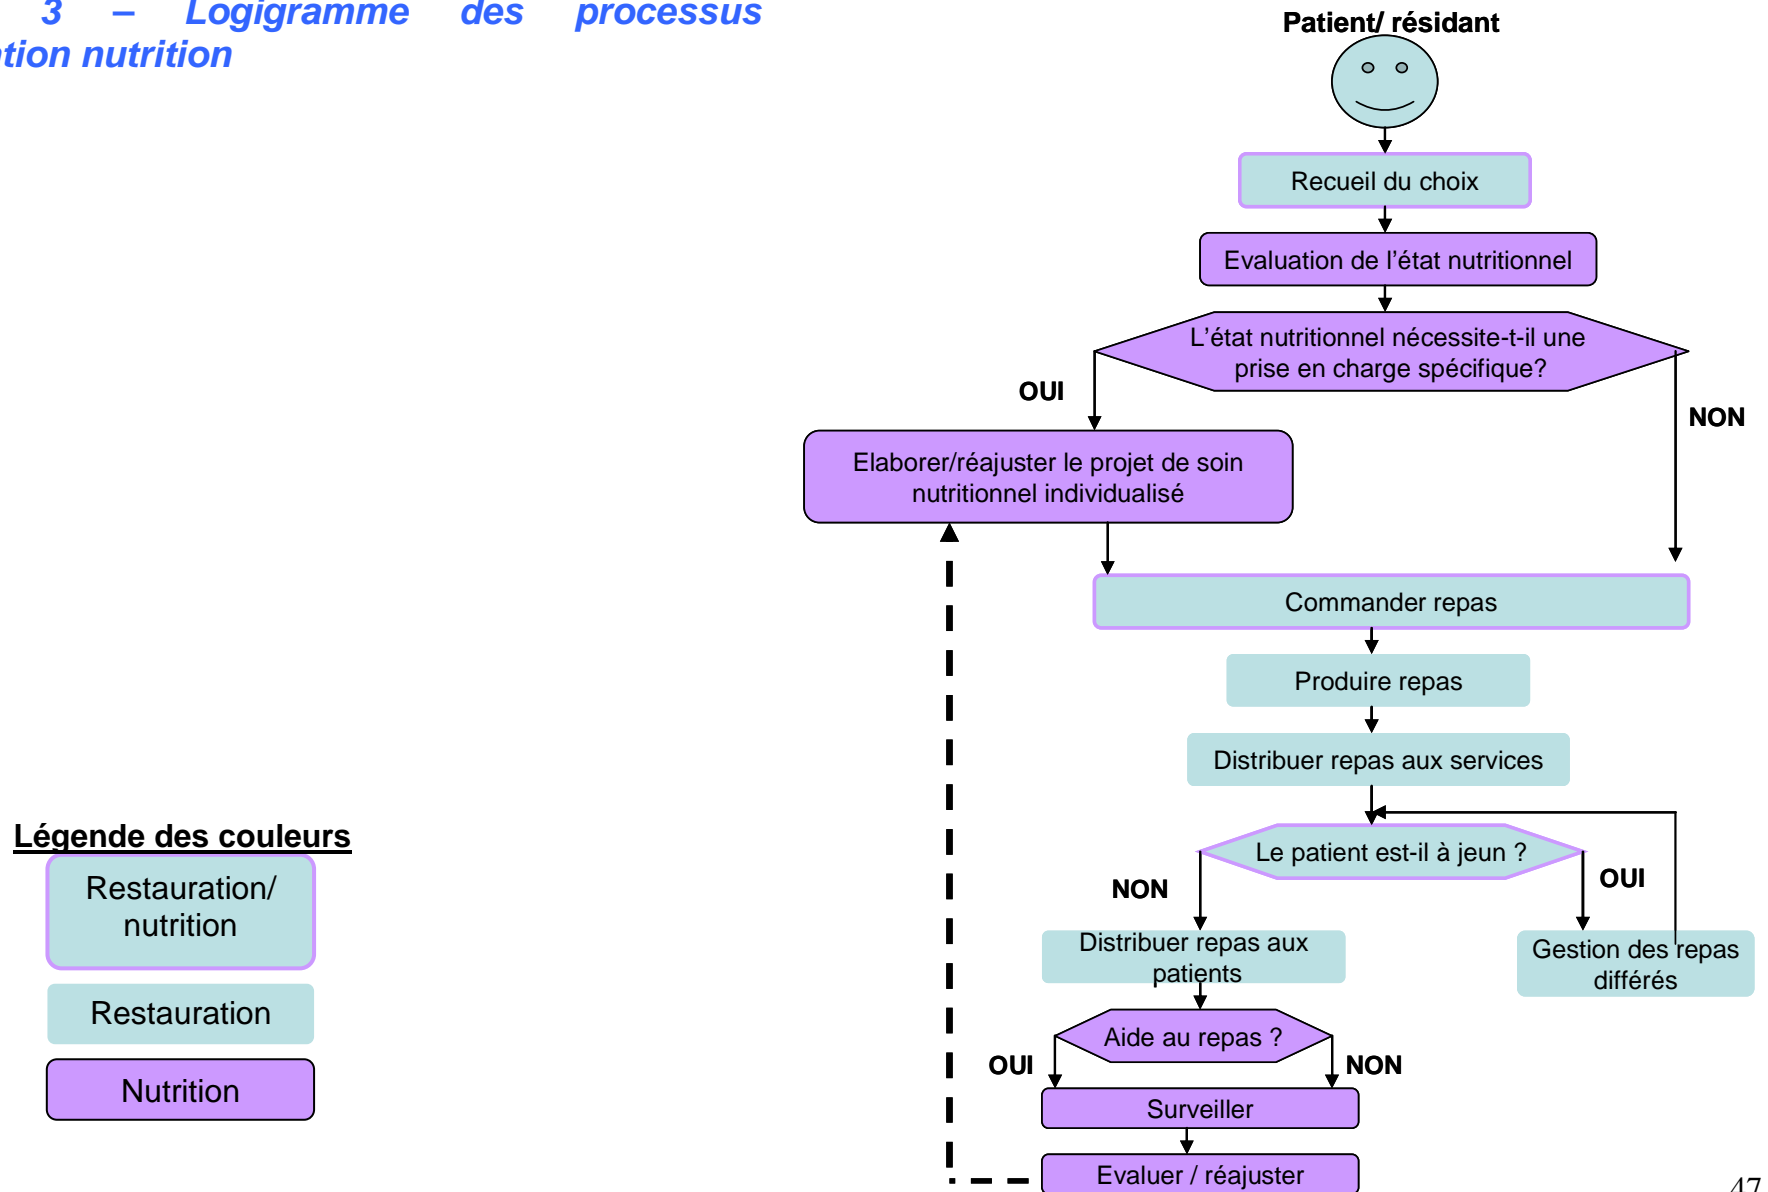 3 – Logigramme des processus
nutrition
Patient/ résidant
Recueil du choix
Evaluation de l'état nutritionnel
L'état nutritionnel nécessite-t-il une
prise en charge spécifique?
OUI
NON
Elaborer/réajuster le projet de soin
nutritionnel individualisé
Commander repas
Produire repas
Distribuer repas aux services
Le patient est-il à jeun ?
NON
OUI
Distribuer repas aux
patients
Gestion des repas
différés
Aide au repas ?
OUI
NON
Surveiller
Evaluer / réajuster
Légende des couleurs
Restauration/
nutrition
Restauration
Nutrition
47